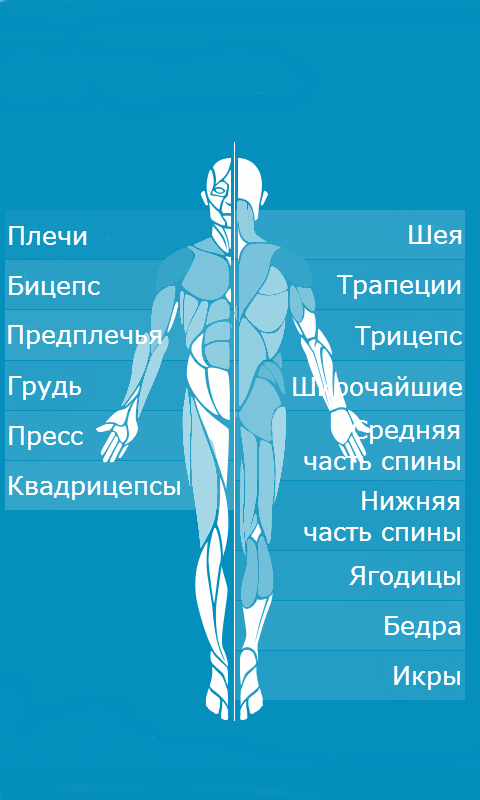 Плечи
Бицепс
Предплечья
Грудь
Пресс
Квадрицепсы
Шея
Трапеции
Трицепс
Широчайшие
Средняя
часть спины
Нижняя
часть спины
Ягодицы
Бедра
Икры